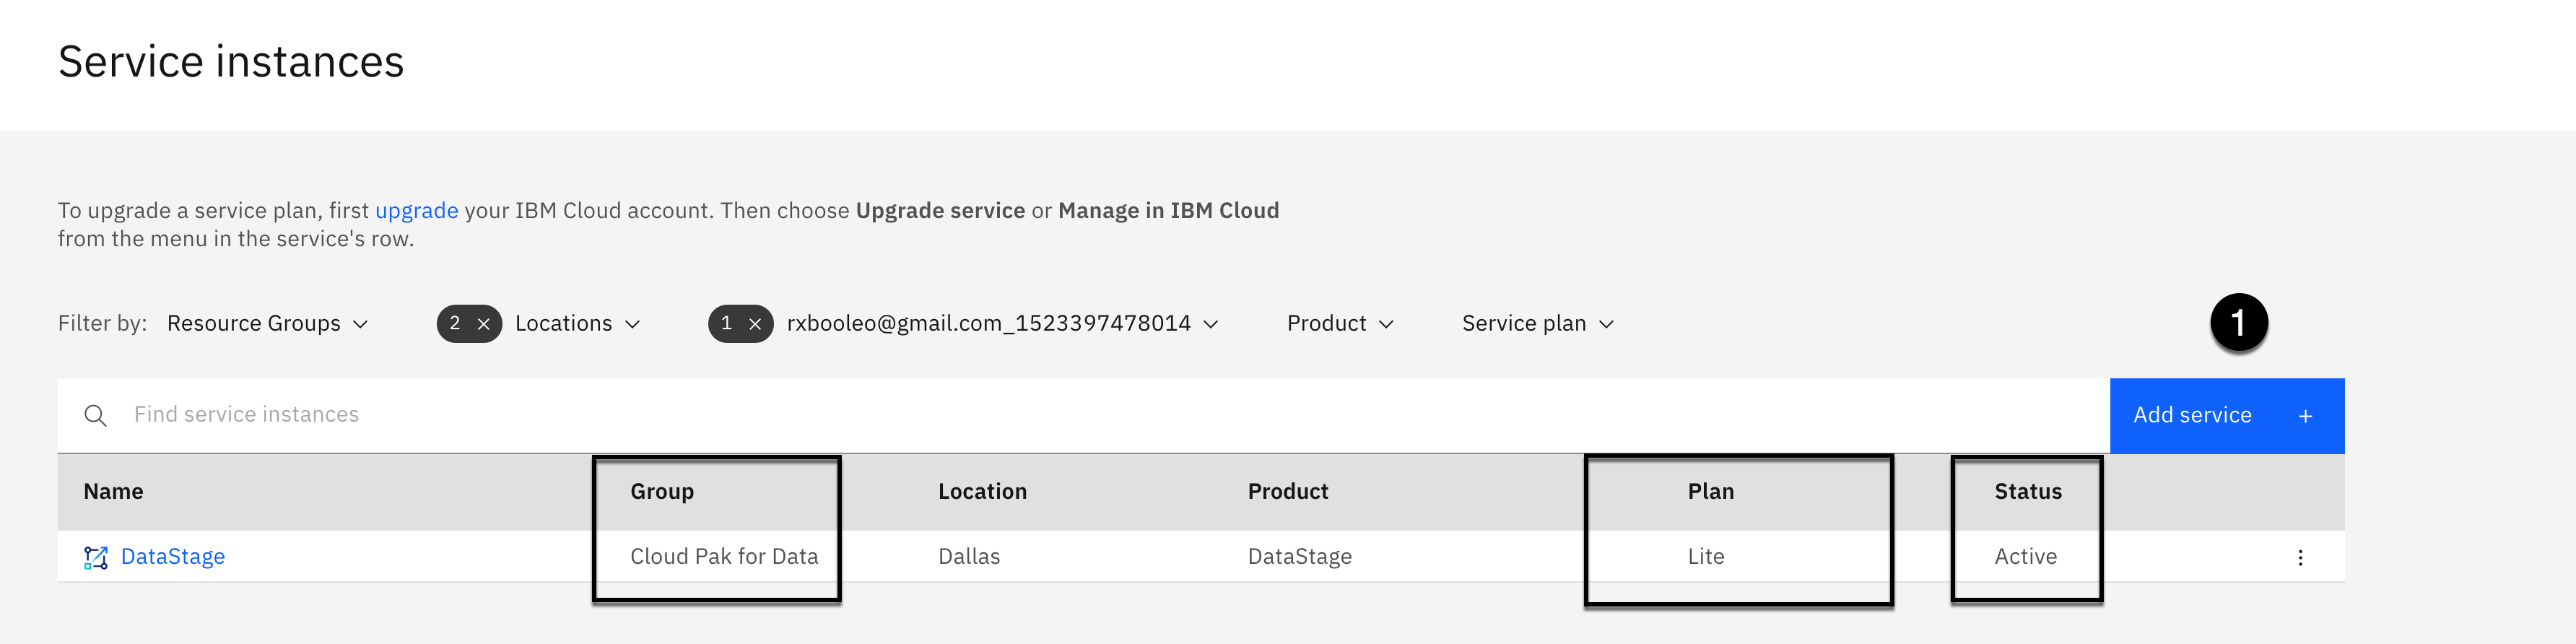 Service instances
To upgrade a service plan, first upgrade your IBM Cloud account. Then choose Upgrade service or Manage in IBM Cloud
from the menu in the service's row.
Filter by: Resource Groups 2 × Locations 1 × rxbooleo@gmail.com_1523397478014 Product Service plan 1
Find service instances Add service +
Name Group Location Product Plan Status
DataStage Cloud Pak for Data Dallas DataStage Lite Active